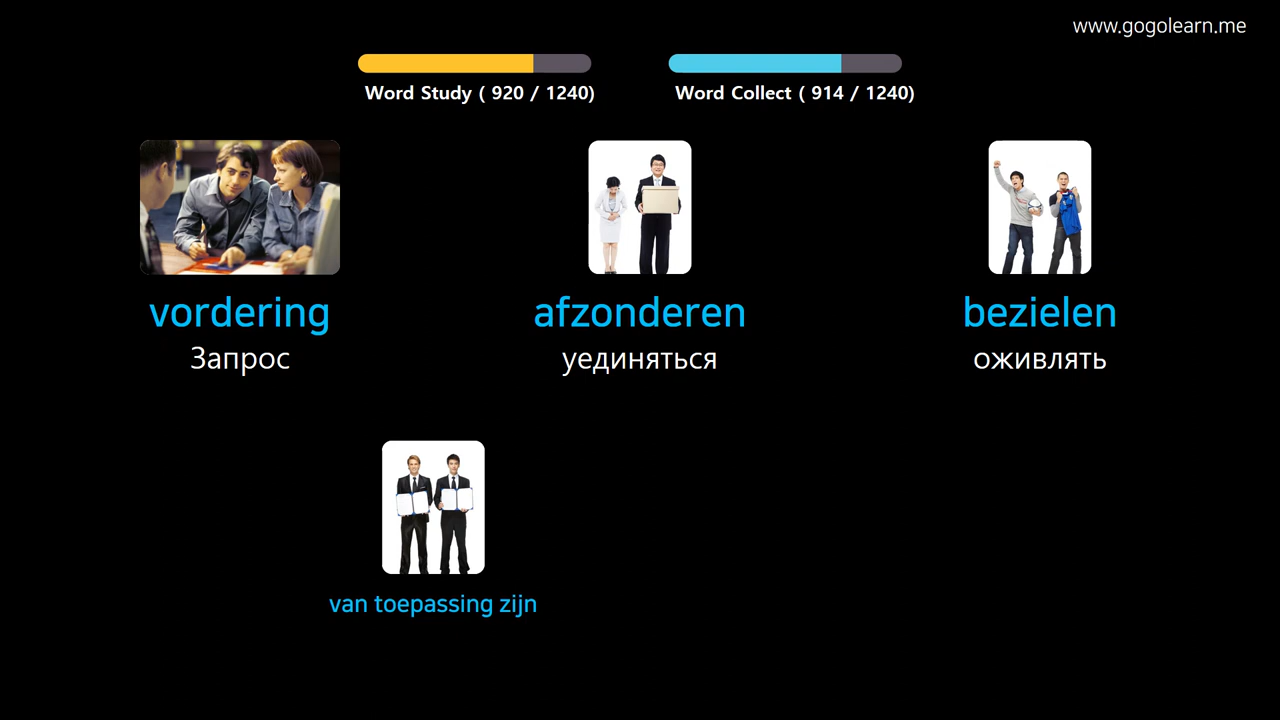 www.gogolearn.me
Word Study ( 920 / 1240)
Word Collect ( 914 / 1240)
vordering
afzonderen
bezielen
Запрос
уединяться
оживлять
van toepassing zijn